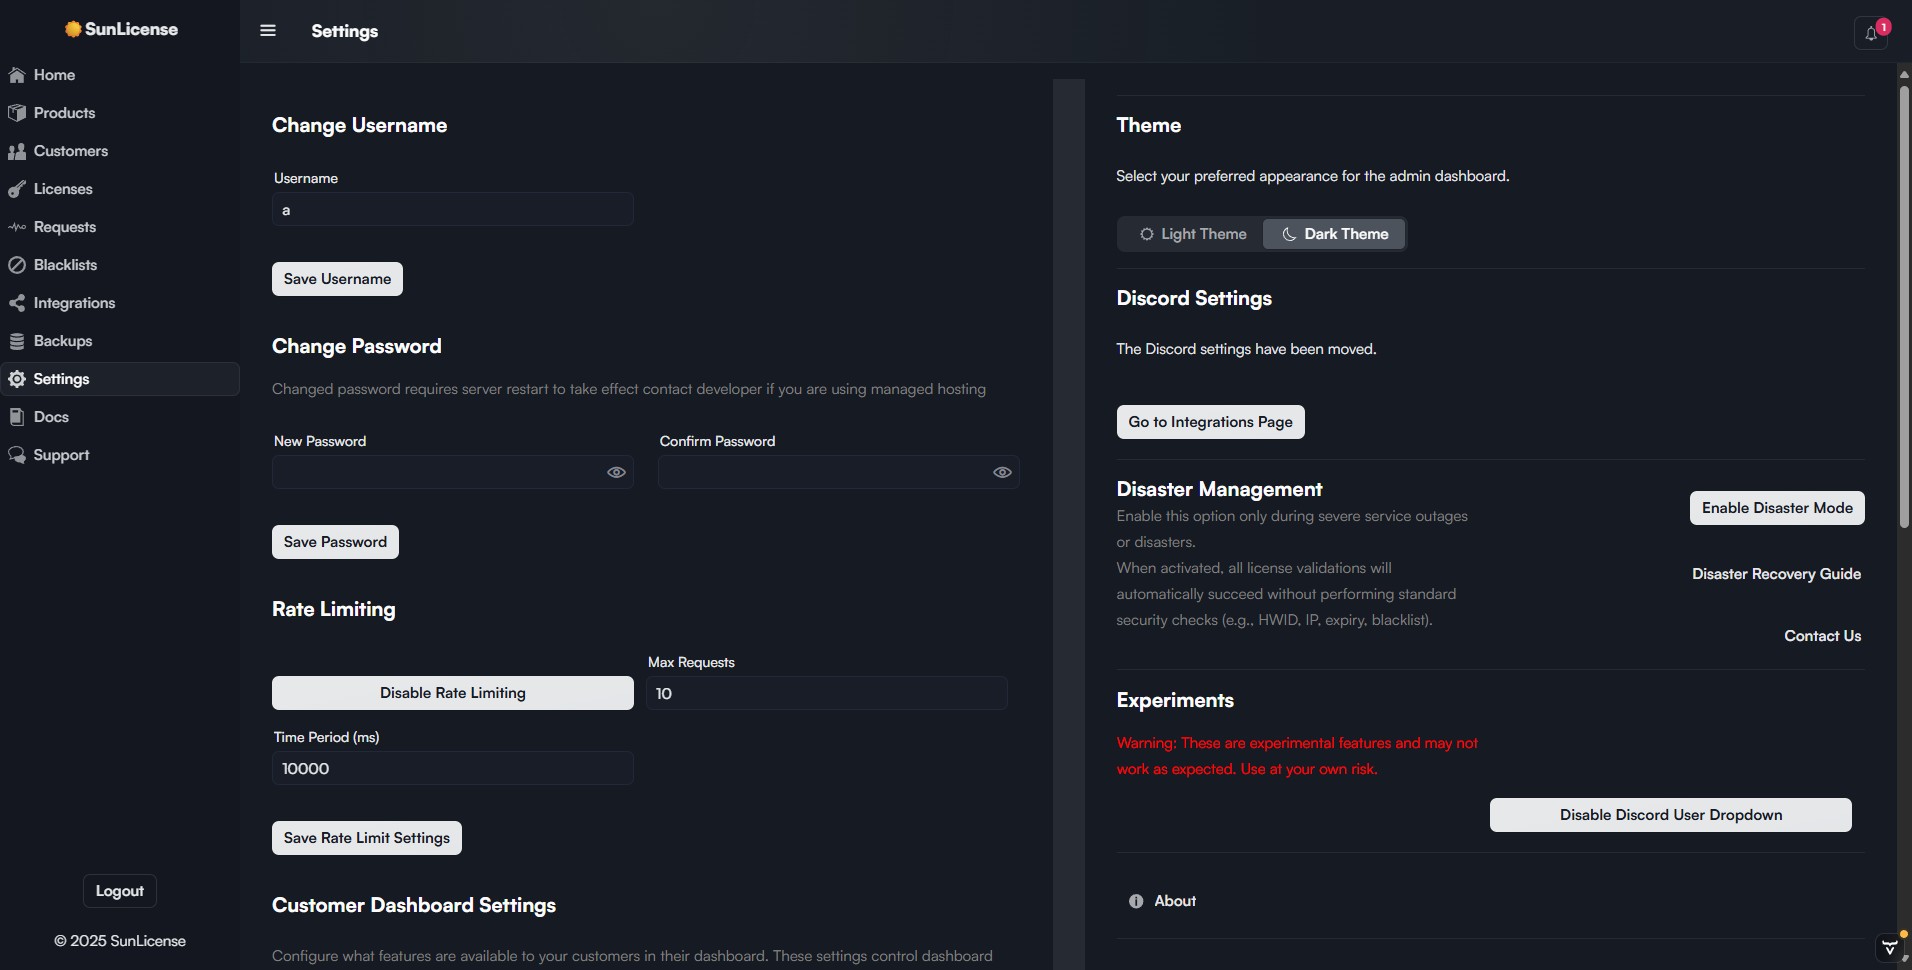 SunLicense
Home
Products
Customers
Licenses
Requests
Blacklists
Integrations
Backups
Settings
Docs
Support
Logout
© 2025 SunLicense
Settings
1
Change Username
Username
a
Save Username
Change Password
Changed password requires server restart to take effect contact developer if you are using managed hosting
New Password
Confirm Password
Save Password
Rate Limiting
Disable Rate Limiting
Max Requests
10
Time Period (ms)
10000
Save Rate Limit Settings
Customer Dashboard Settings
Configure what features are available to your customers in their dashboard. These settings control dashboard
Theme
Select your preferred appearance for the admin dashboard.
Light Theme
Dark Theme
Discord Settings
The Discord settings have been moved.
Go to Integrations Page
Disaster Management
Enable this option only during severe service outages
or disasters.
When activated, all license validations will
automatically succeed without performing standard
security checks (e.g., HWID, IP, expiry, blacklist).
Enable Disaster Mode
Disaster Recovery Guide
Contact Us
Experiments
Warning: These are experimental features and may not
work as expected. Use at your own risk.
Disable Discord User Dropdown
About